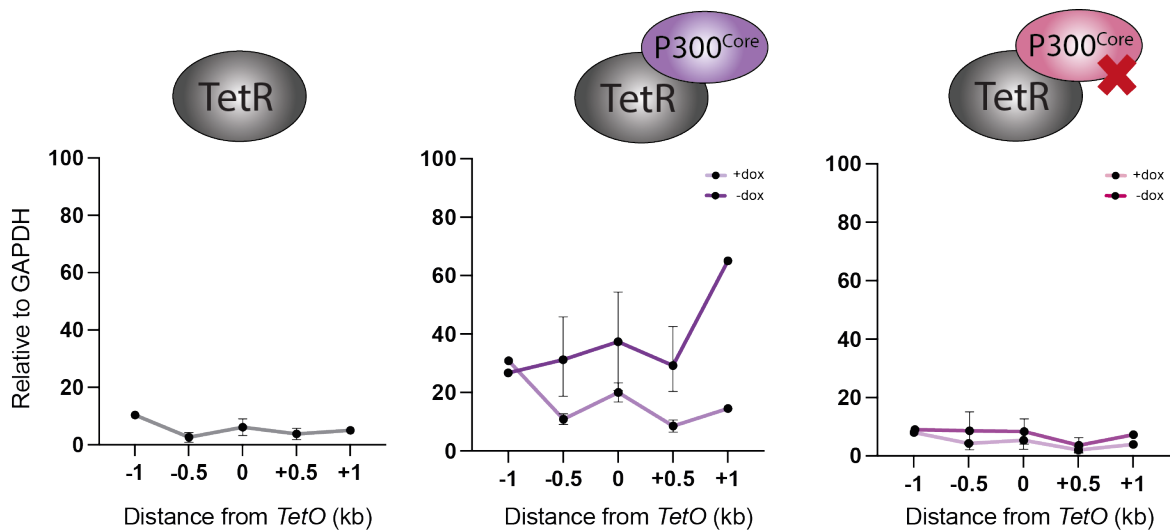 TetR
P300Core
TetR
P300Core
TetR
Relative to GAPDH
100
80
60
40
20
0
-1 -0.5 0 +0.5 +1
Distance from TetO (kb)
100
80
60
40
20
0
+dox
-dox
-1 -0.5 0 +0.5 +1
Distance from TetO (kb)
100
80
60
40
20
0
+dox
-dox
-1 -0.5 0 +0.5 +1
Distance from TetO (kb)